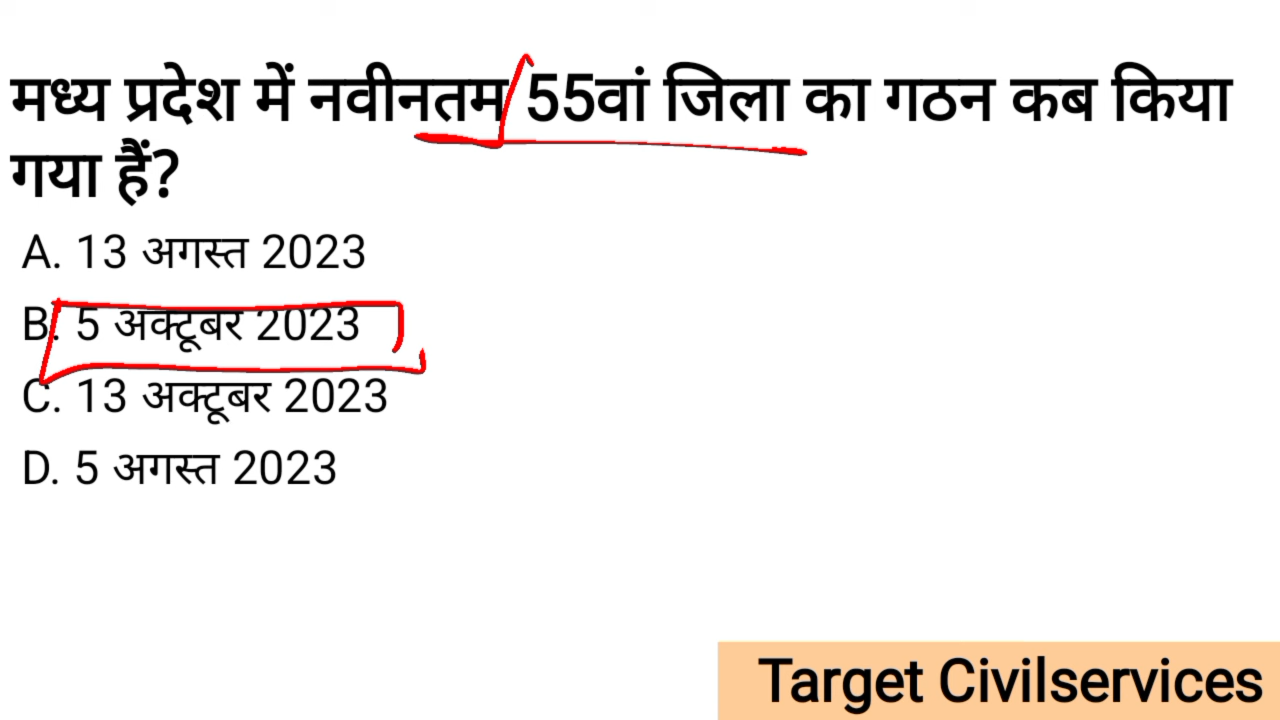 मध्य प्रदेश में नवीनतम 55वां जिला का गठन कब किया
गया हैं?
A. 13 अगस्त 2023
B. 5 अक्टूबर 2023
C. 13 अक्टूबर 2023
D. 5 अगस्त 2023
Target Civilservices